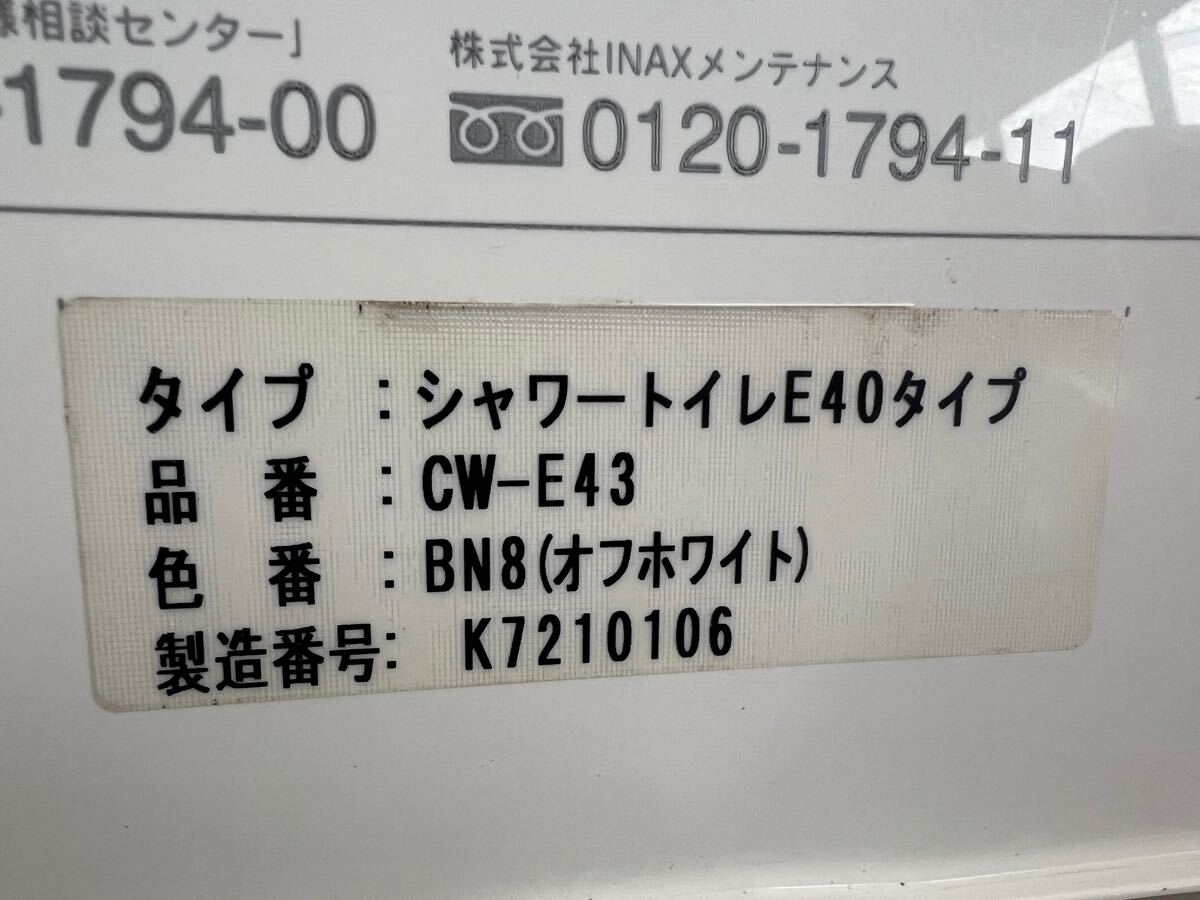 様相談センター」
-1794-00
株式会社INAXメンテナンス
0120-1794-11
タイプ :シャワートイレE40タイプ
品 番 :CW-E43
色 番 :BN8(オフホワイト)
製造番号: K7210106